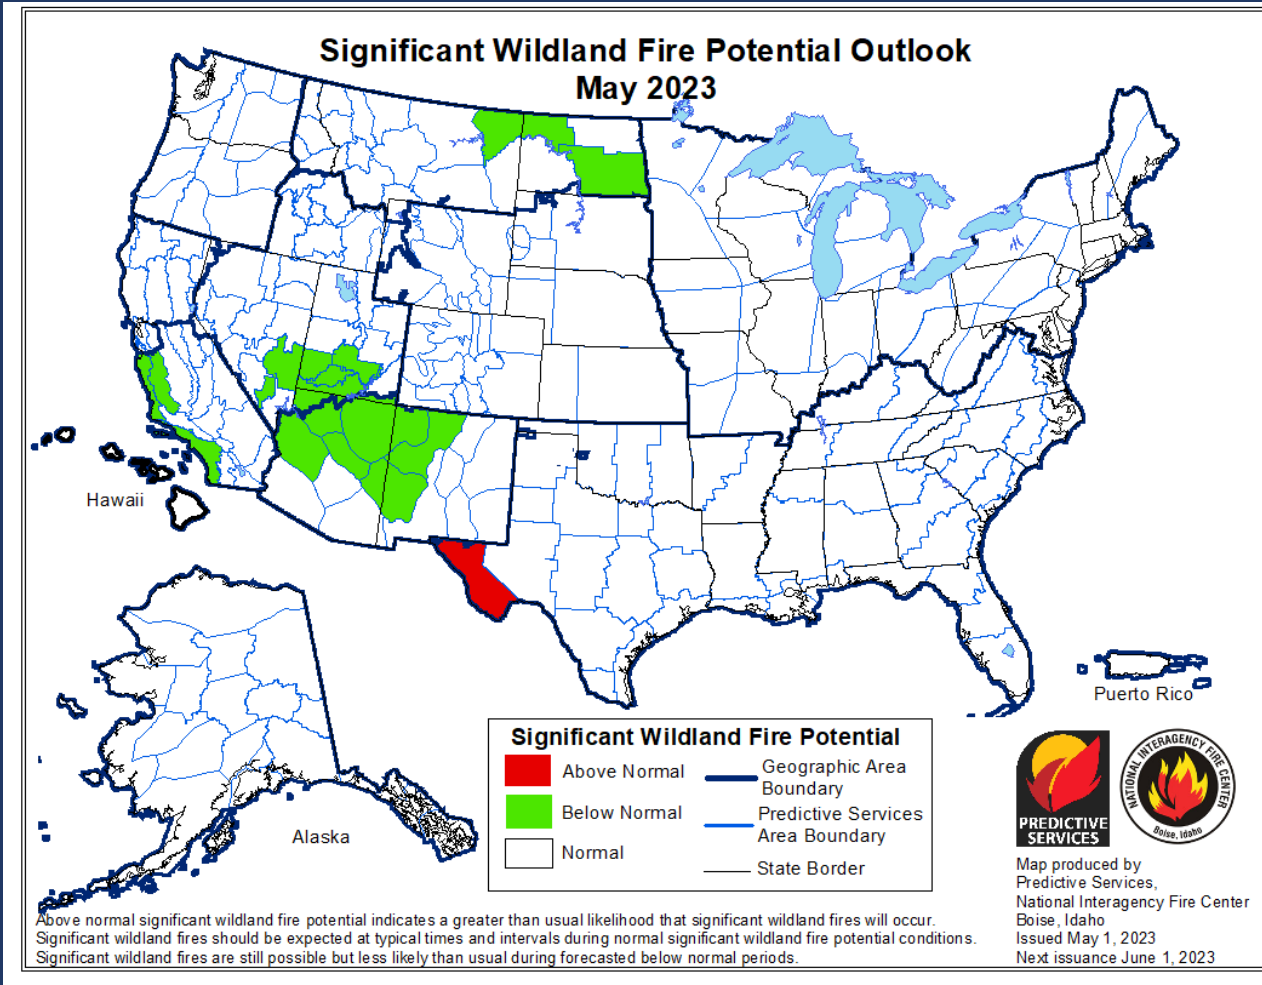 Significant Wildland Fire Potential Outlook
May 2023
Hawaii
Alaska
Puerto Rico
Significant Wildland Fire Potential
Above Normal
Below Normal
Normal
Geographic Area
Boundary
Predictive Services
Area Boundary
State Border
PREDICTIVE
SERVICES
NATIONAL INTERAGENCY FIRE CENTER
Boise, Idaho
Map produced by
Predictive Services,
National Interagency Fire Center
Boise, Idaho
Issued May 1, 2023
Next issuance June 1, 2023
Above normal significant wildland fire potential indicates a greater than usual likelihood that significant wildland fires will occur.
Significant wildland fires should be expected at typical times and intervals during normal significant wildland fire potential conditions.
Significant wildland fires are still possible but less likely than usual during forecasted below normal periods.